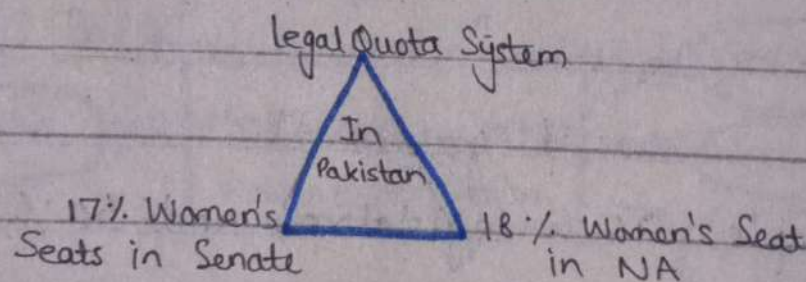 legal Quota System
In
Pakistan
17% Women's
Seats in Senate
18% Women's Seat
in NA